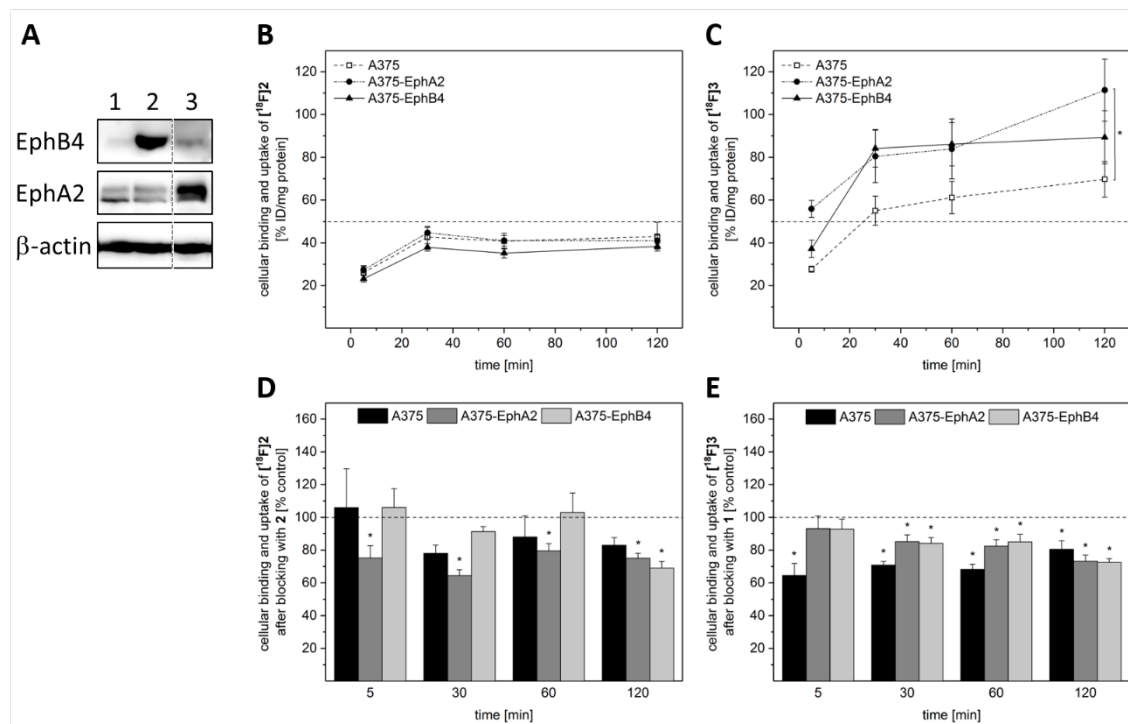 A
1 2 3
EphB4
EphA2
β-actin
B
A375
A375-EphA2
A375-EphB4
cellular binding and uptake of [¹⁸F]2
[% ID/mg protein]
120
100
80
60
40
20
0 20 40 60 80 100 120
time [min]
C
A375
A375-EphA2
A375-EphB4
cellular binding and uptake of [¹⁸F]3
[% ID/mg protein]
120
100
80
60
40
20
*
0 20 40 60 80 100 120
time [min]
D
A375 A375-EphA2 A375-EphB4
cellular binding and uptake of [¹⁸F]2
after blocking with 2 [% control]
160
140
120
100
80
60
40
20
* * * * *
5 30 60 120
time [min]
E
A375 A375-EphA2 A375-EphB4
cellular binding and uptake of [¹⁸F]3
after blocking with 1 [% control]
160
140
120
100
80
60
40
20
* * * * * * * * * *
5 30 60 120
time [min]